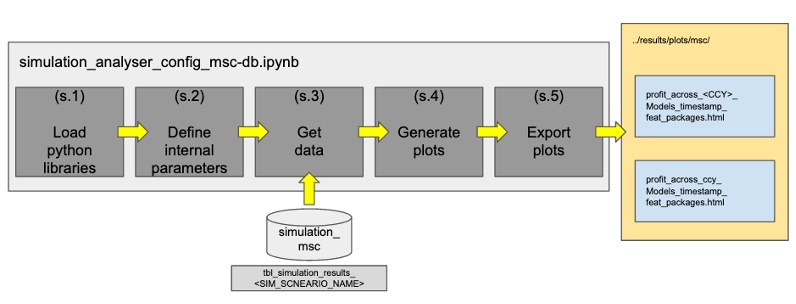 ../results/plots/msc/
simulation_analyser_config_msc-db.ipynb
(s.1)
Load
python
libraries
(s.2)
Define
internal
parameters
(s.3)
Get
data
(s.4)
Generate
plots
(s.5)
Export
plots
profit_across_<CCY>_
Models_timestamp_
feat_packages.html
profit_across_ccy_
Models_timestamp_
feat_packages.html
simulation_
msc
tbl_simulation_results_
<SIM_SCNEARIO_NAME>